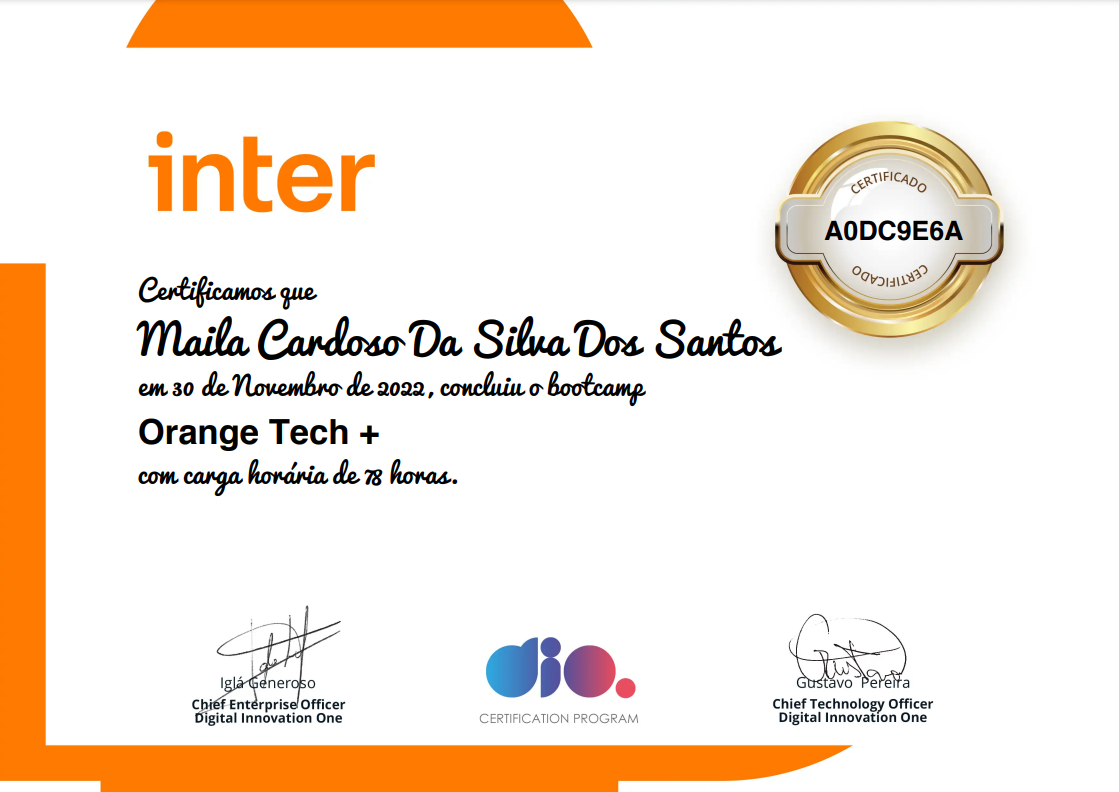 inter
CERTIFICADO
A0DC9E6A
CERTIFICADO
Certificamos que
Maila Cardoso Da Silva Dos Santos
em 30 de Novembro de 2022, concluiu o bootcamp
Orange Tech +
com carga horária de 78 horas.
Iglá Generoso
Chief Enterprise Officer
Digital Innovation One
dio.
CERTIFICATION PROGRAM
Gustavo
Gustavo Pereira
Chief Technology Officer
Digital Innovation One